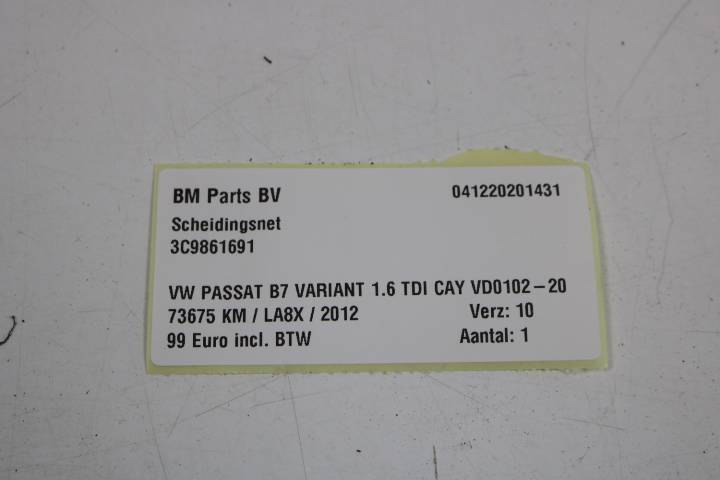 BM Parts BV 041220201431
Scheidingsnet
3C9861691
VW PASSAT B7 VARIANT 1.6 TDI CAY VD0102-20
73675 KM / LA8X / 2012 Verz: 10
99 Euro incl. BTW Aantal: 1